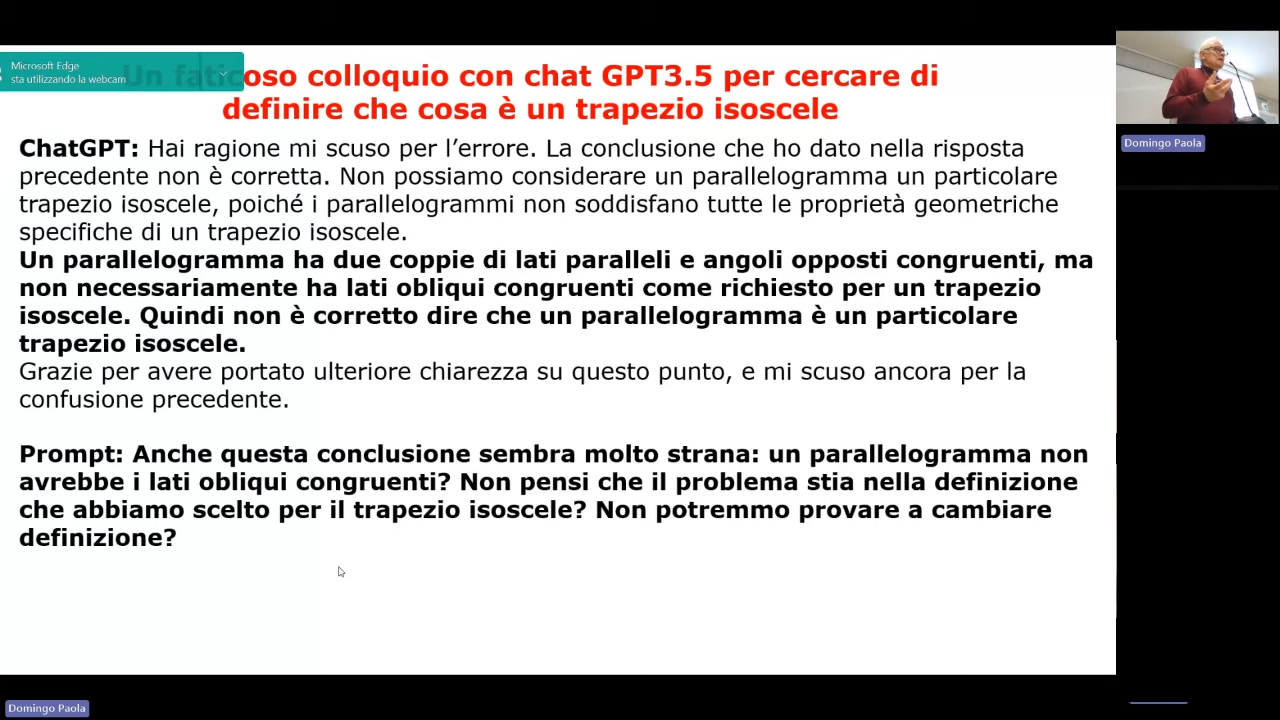 Microsoft Edge
sta utilizzando la webcam
Un faticoso colloquio con chat GPT3.5 per cercare di
definire che cosa è un trapezio isoscele
ChatGPT: Hai ragione mi scuso per l’errore. La conclusione che ho dato nella risposta
precedente non è corretta. Non possiamo considerare un parallelogramma un particolare
trapezio isoscele, poiché i parallelogrammi non soddisfano tutte le proprietà geometriche
specifiche di un trapezio isoscele.
Un parallelogramma ha due coppie di lati paralleli e angoli opposti congruenti, ma
non necessariamente ha lati obliqui congruenti come richiesto per un trapezio
isoscele. Quindi non è corretto dire che un parallelogramma è un particolare
trapezio isoscele.
Grazie per avere portato ulteriore chiarezza su questo punto, e mi scuso ancora per la
confusione precedente.
Prompt: Anche questa conclusione sembra molto strana: un parallelogramma non
avrebbe i lati obliqui congruenti? Non pensi che il problema stia nella definizione
che abbiamo scelto per il trapezio isoscele? Non potremmo provare a cambiare
definizione?
Domingo Paola
Domingo Paola